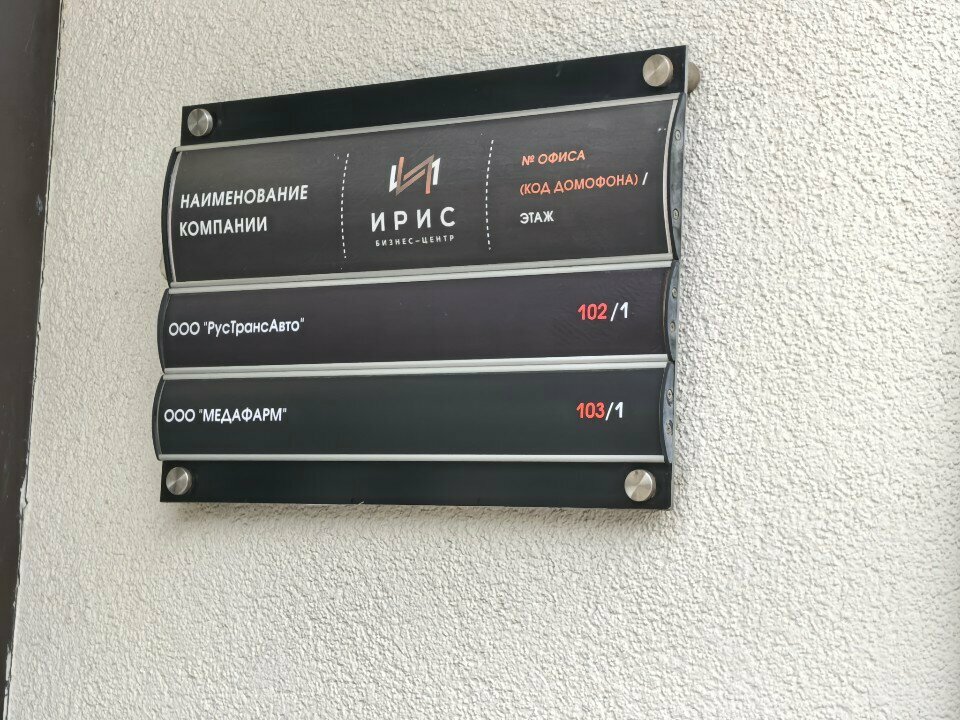 НАИМЕНОВАНИЕ
КОМПАНИИ
ИРИС
БИЗНЕС-ЦЕНТР
№ ОФИСА
(КОД ДОМОФОНА) /
ЭТАЖ
ООО "РусТрансАвто" 102/1
ООО "МЕДАФАРМ" 103/1